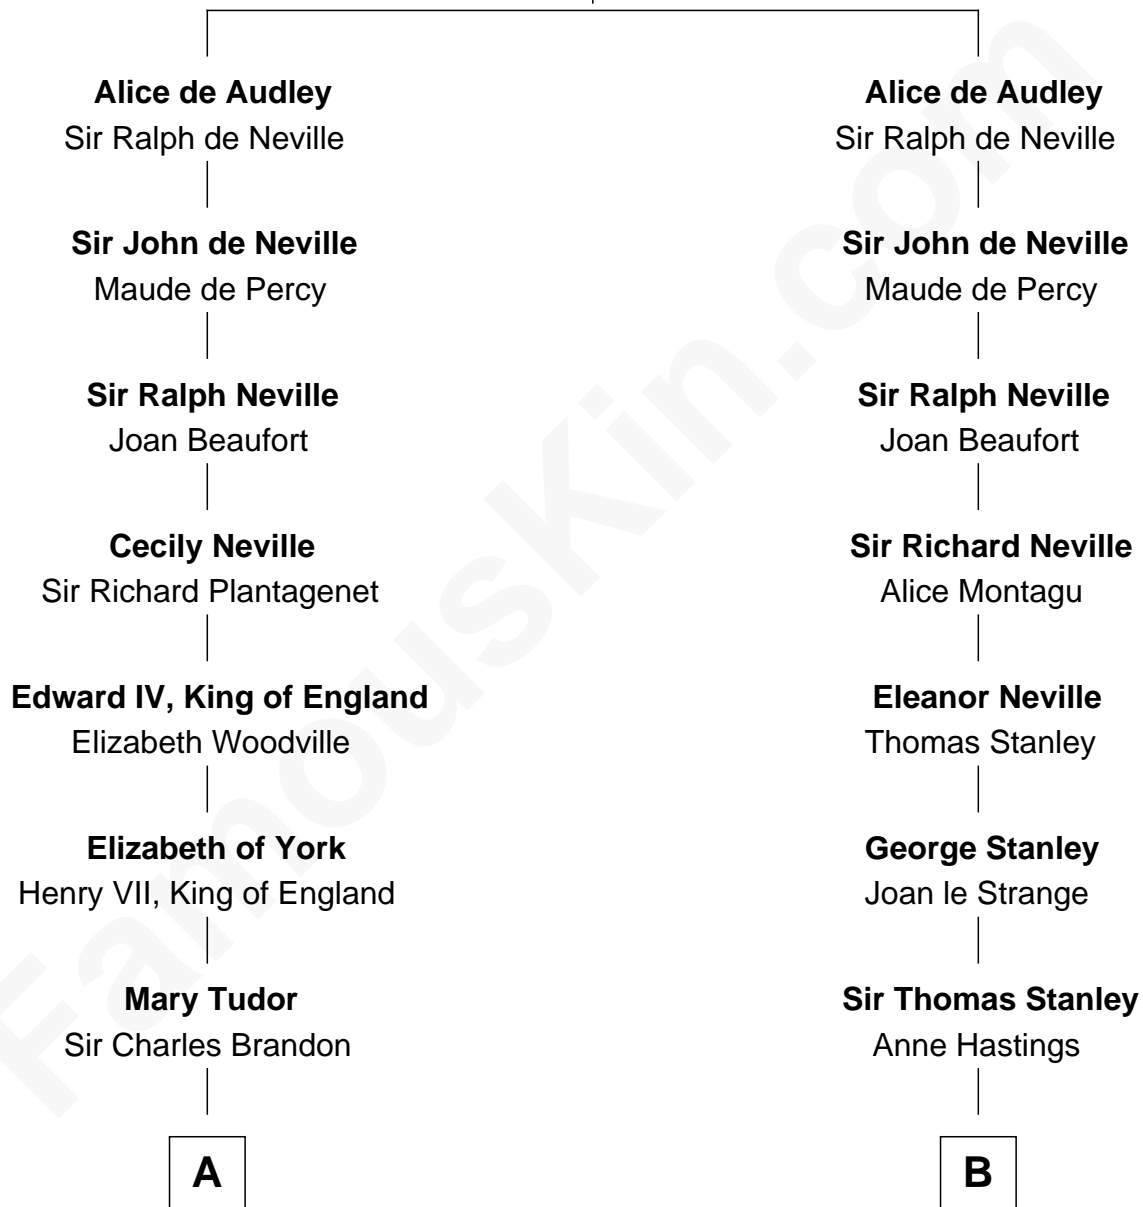 Alice de Audley
Sir Ralph de Neville
Alice de Audley
Sir Ralph de Neville
Sir John de Neville
Maude de Percy
Sir John de Neville
Maude de Percy
Sir Ralph Neville
Joan Beaufort
Sir Ralph Neville
Joan Beaufort
Cecily Neville
Sir Richard Plantagenet
Sir Richard Neville
Alice Montagu
Edward IV, King of England
Elizabeth Woodville
Eleanor Neville
Thomas Stanley
Elizabeth of York
Henry VII, King of England
George Stanley
Joan le Strange
Mary Tudor
Sir Charles Brandon
Sir Thomas Stanley
Anne Hastings
A
B
FamousKin.com